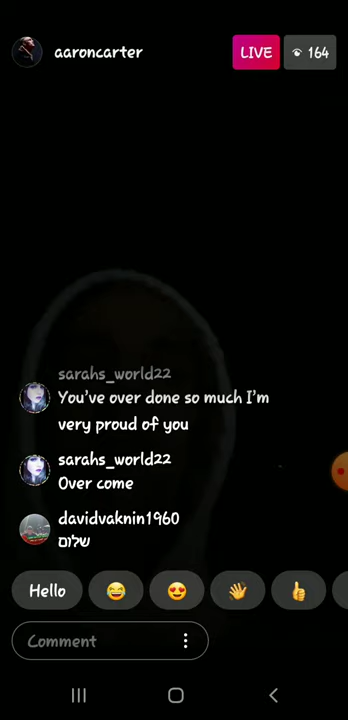 aaroncarter LIVE 164
sarahs_world22
You've over done so much I'm
very proud of you
sarahs_world22
Over come
davidvaknin1960
שלום
Hello
Comment